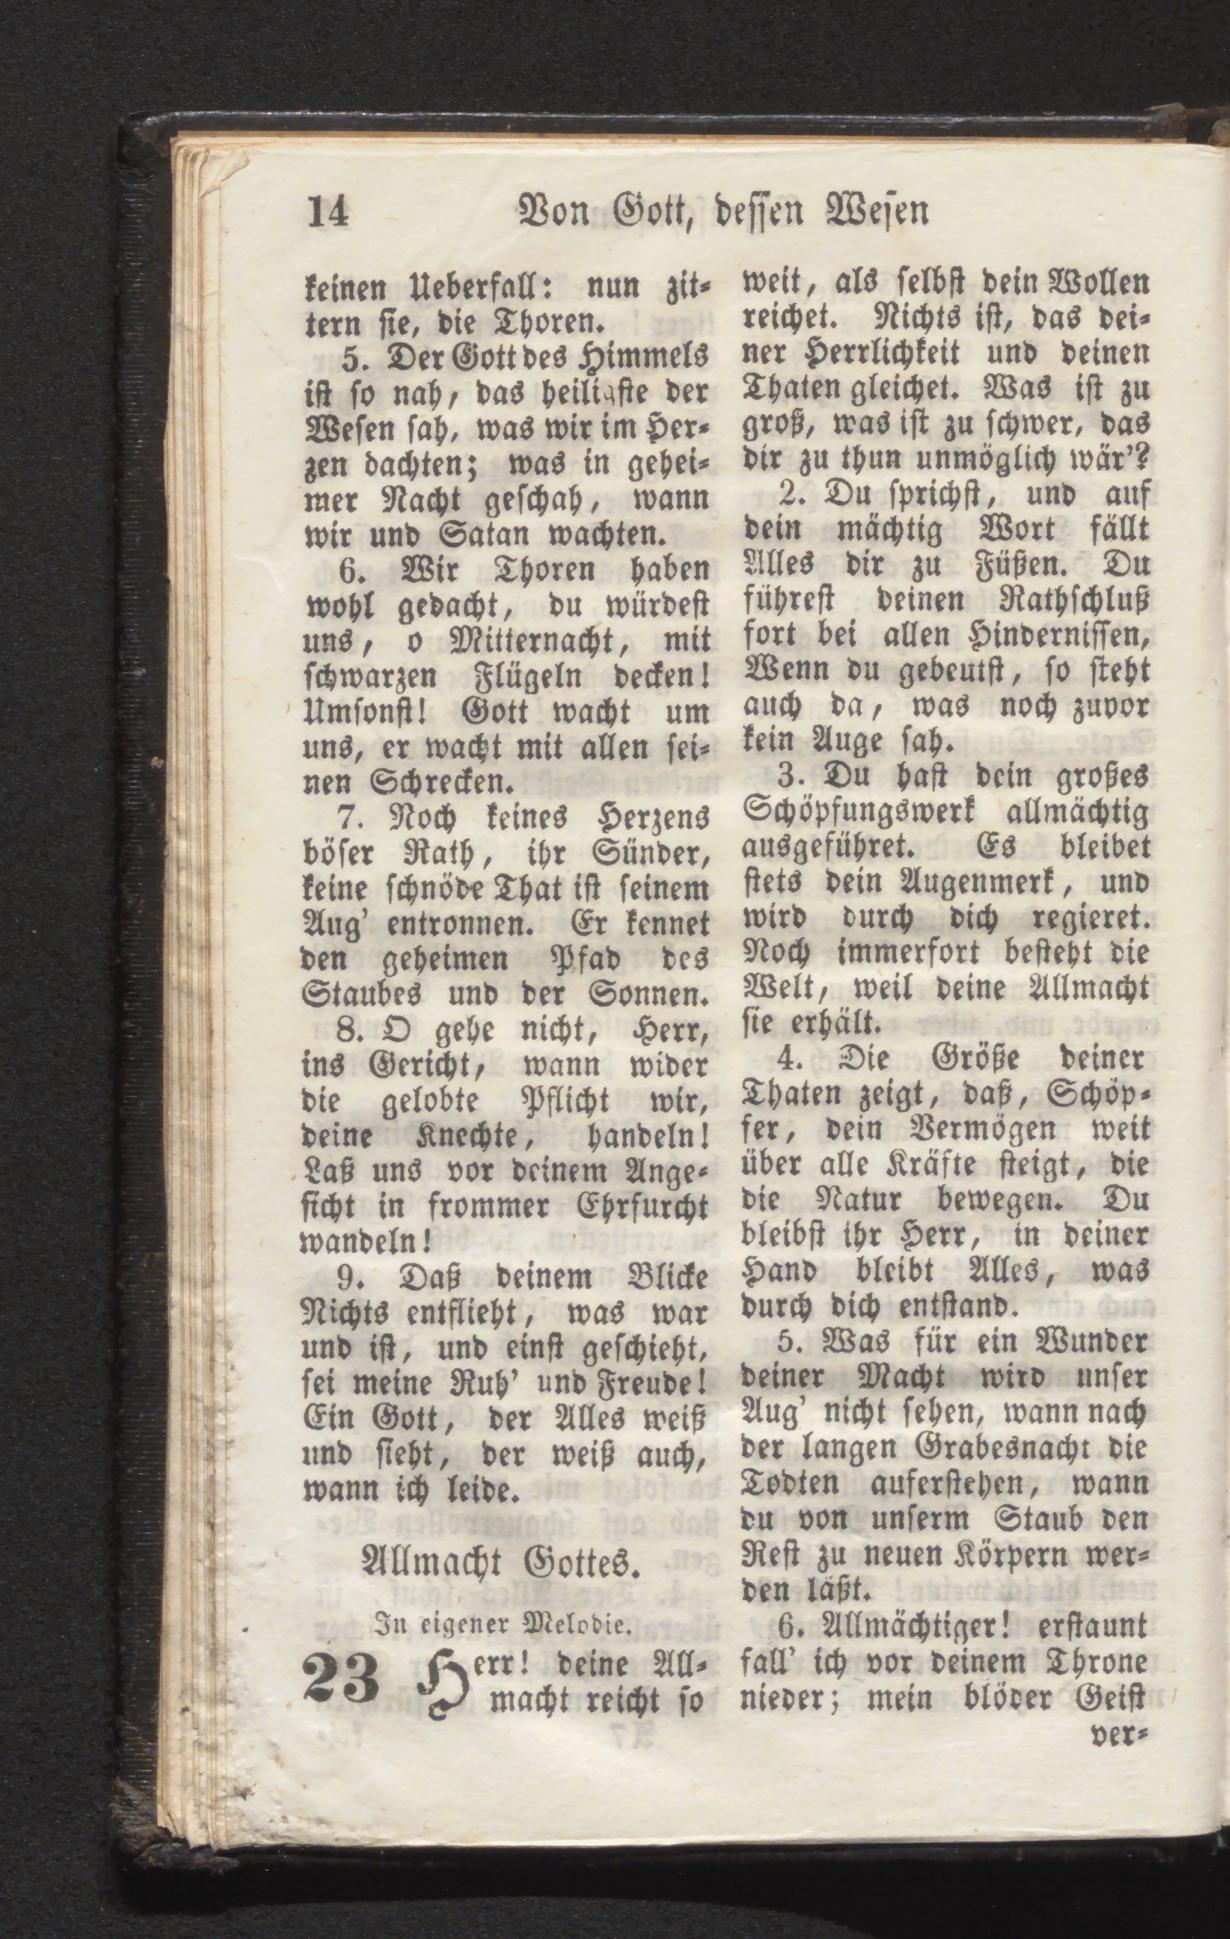 14 Von Gott, dessen Wesen
keinen Ueberfall: nun zit-
tern sie, die Thoren.
5. Der Gott des Himmels
ist so nah, das heiligste der
Wesen sah, was wir im Her-
zen dachten; was in gehei-
mer Nacht geschah, wann
wir und Satan wachten.
6. Wir Thoren haben
wohl gedacht, du würdest
uns, o Mitternacht, mit
schwarzen Flügeln decken!
Umsonst! Gott wacht um
uns, er wacht mit allen sei-
nen Schrecken.
7. Noch keines Herzens
böser Rath, ihr Sünder,
keine schnöde That ist seinem
Aug' entronnen. Er kennet
den geheimen Pfad des
Staubes und der Sonnen.
8. O gehe nicht, Herr,
ins Gericht, wann wider
die gelobte Pflicht wir,
deine Knechte, handeln!
Laß uns vor deinem Ange-
sicht in frommer Ehrfurcht
wandeln!
9. Daß deinem Blicke
Nichts entflieht, was war
und ist, und einst geschieht,
sei meine Ruh' und Freude!
Ein Gott, der Alles weiß
und sieht, der weiß auch,
wann ich leide.
Allmacht Gottes.
In eigener Melodie.
23 Herr! deine All-
macht reicht so
weit, als selbst dein Wollen
reichet. Nichts ist, das dei-
ner Herrlichkeit und deinen
Thaten gleichet. Was ist zu
groß, was ist zu schwer, das
dir zu thun unmöglich wär'?
2. Du sprichst, und auf
dein mächtig Wort fällt
Alles dir zu Füßen. Du
führest deinen Rathschluß
fort bei allen Hindernissen,
Wenn du gebeutst, so steht
auch da, was noch zuvor
kein Auge sah.
3. Du hast dein großes
Schöpfungswerk allmächtig
ausgeführet. Es bleibet
stets dein Augenmerk, und
wird durch dich regieret.
Noch immerfort besteht die
Welt, weil deine Allmacht
sie erhält.
4. Die Größe deiner
Thaten zeigt, daß, Schöp-
fer, dein Vermögen weit
über alle Kräfte steigt, die
die Natur bewegen. Du
bleibst ihr Herr, in deiner
Hand bleibt Alles, was
durch dich entstand.
5. Was für ein Wunder
deiner Macht wird unser
Aug' nicht sehen, wann nach
der langen Grabesnacht die
Todten auferstehen, wann
du von unserm Staub den
Rest zu neuen Körpern wer-
den läßt.
6. Allmächtiger! erstaunt
fall' ich vor deinem Throne
nieder; mein blöder Geist
ver-